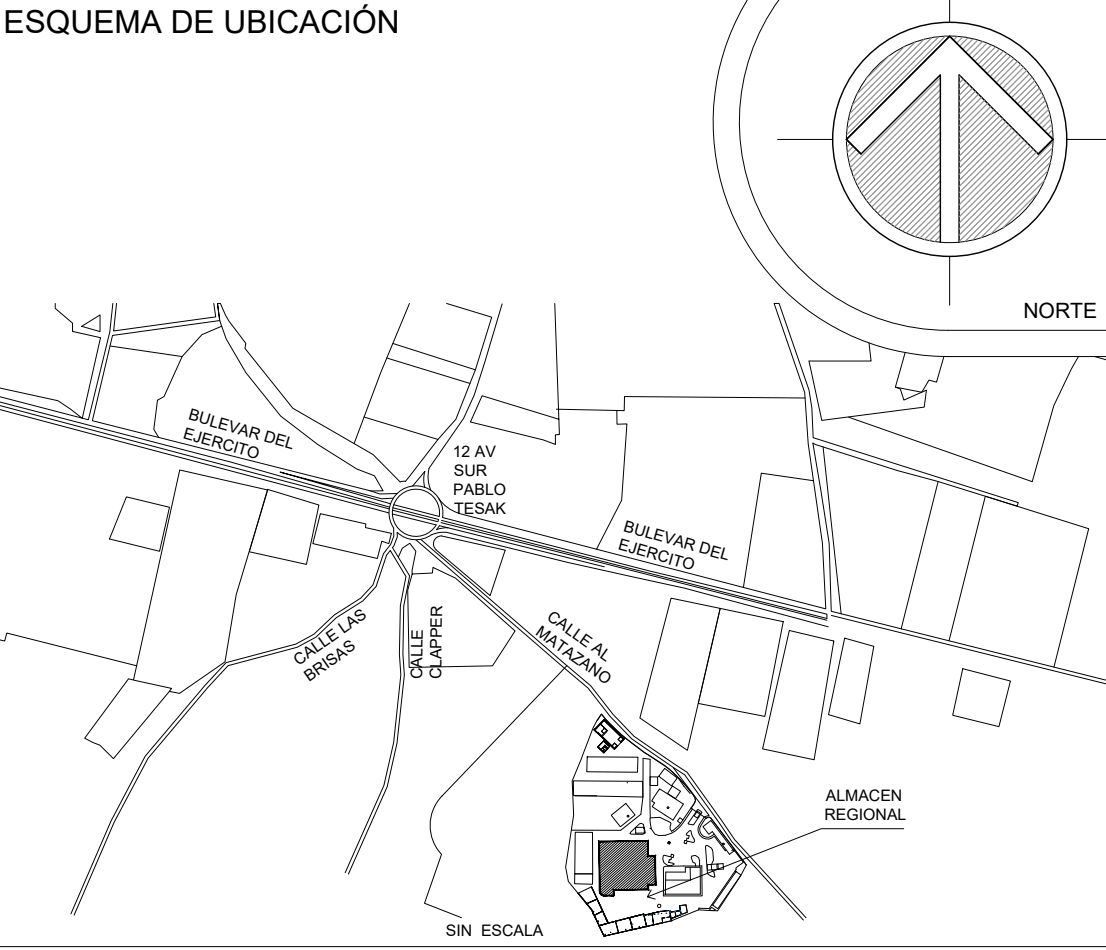 ESQUEMA DE UBICACIÓN
NORTE
BULEVAR DEL
EJERCITO
12 AV
SUR
PABLO
TESAK
BULEVAR DEL
EJERCITO
CALLE LAS
BRISAS
CALLE
CLAPPER
CALLE AL
MATAZANO
ALMACEN
REGIONAL
SIN ESCALA